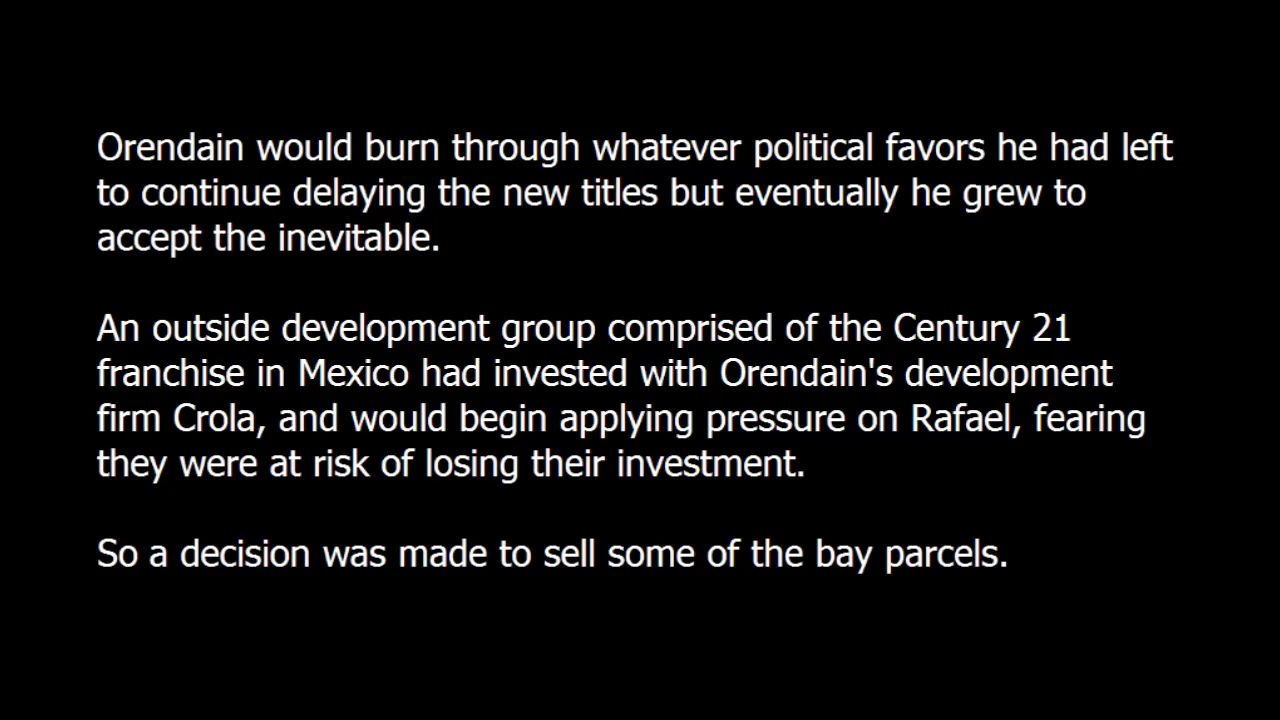 Orendain would burn through whatever political favors he had left
to continue delaying the new titles but eventually he grew to
accept the inevitable.
An outside development group comprised of the Century 21
franchise in Mexico had invested with Orendain's development
firm Crola, and would begin applying pressure on Rafael, fearing
they were at risk of losing their investment.
So a decision was made to sell some of the bay parcels.